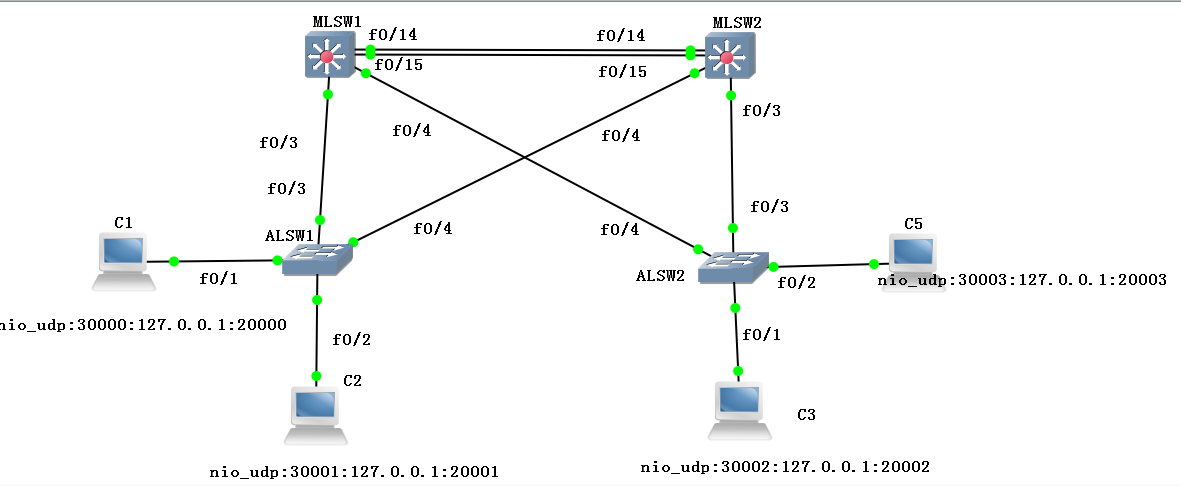 MLSW1
MLSW2
f0/14
f0/14
f0/15
f0/15
f0/3
f0/4
f0/4
f0/3
f0/3
f0/3
C1
ALSW1
f0/4
f0/4
C5
f0/1
ALSW2
f0/2
nio_udp:30003:127.0.0.1:20003
nio_udp:30000:127.0.0.1:20000
f0/2
f0/1
C2
C3
nio_udp:30001:127.0.0.1:20001
nio_udp:30002:127.0.0.1:20002